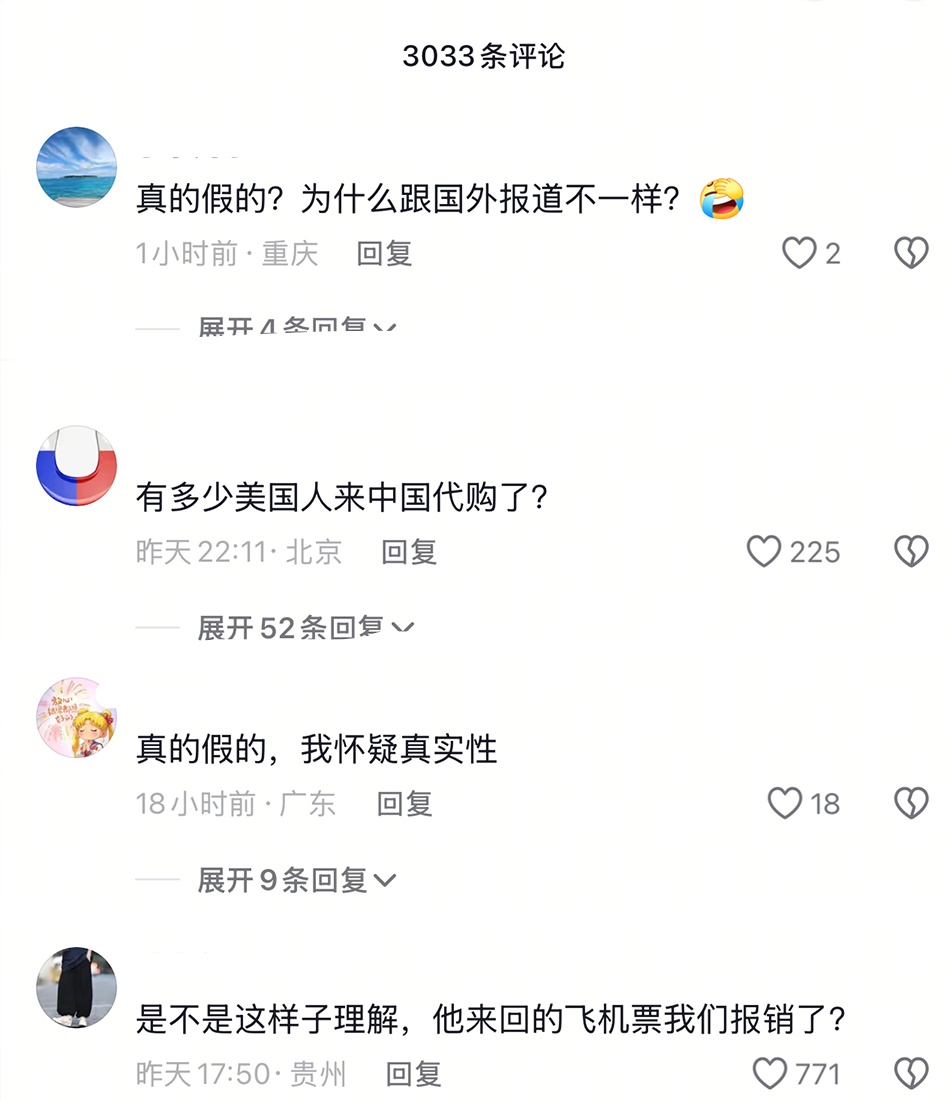 3033条评论
真的假的？为什么跟国外报道不一样？
1小时前·重庆 回复
2
展开4条回复
有多少美国人来中国代购了？
昨天22:11·北京 回复
225
展开52条回复
真的假的，我怀疑真实性
18小时前·广东 回复
18
展开9条回复
是不是这样子理解，他来回的飞机票我们报销了？
昨天17:50·贵州 回复
771